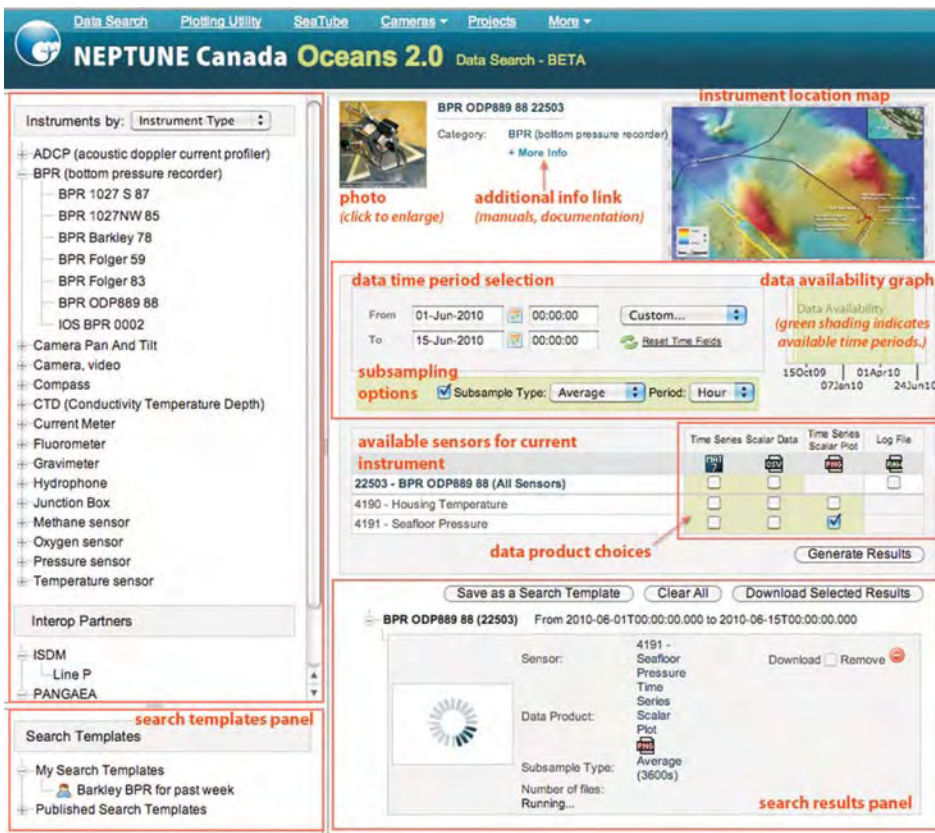 Data Search Plotting Utility SeaTube Cameras Projects More
NEPTUNE Canada Oceans 2.0 Data Search - BETA
Instruments by: Instrument Type
ADCP (acoustic doppler current profiler)
BPR (bottom pressure recorder)
BPR 1027 S 87
BPR 1027NW 85
BPR Barkley 78
BPR Folger 59
BPR Folger 83
BPR ODP889 88
IOS BPR 0002
Camera Pan And Tilt
Camera, video
Compass
CTD (Conductivity Temperature Depth)
Current Meter
Fluorometer
Gravimeter
Hydrophone
Junction Box
Methane sensor
Oxygen sensor
Pressure sensor
Temperature sensor
Interop Partners
ISDM
Line P
PANGAEA
search templates panel
Search Templates
My Search Templates
Barkley BPR for past week
Published Search Templates
BPR ODP889 88 22503
Category: BPR (bottom pressure recorder)
+ More Info
photo
(click to enlarge)
additional info link
(manuals, documentation)
instrument location map
data time period selection
From 01-Jun-2010 00:00:00 Custom...
To 15-Jun-2010 00:00:00 Reset Time Fields
subsampling
options Subsample Type: Average Period: Hour
data availability graph
Data Availability
(green shading indicates
available time periods.)
15Oct09 01Apr10
07Jan10 24Jun10
available sensors for current
instrument
Time Series Scalar Data Time Series Scalar Plot Log File
MAT 7 CSV PNG RAW
22503 - BPR ODP889 88 (All Sensors)
4190 - Housing Temperature
4191 - Seafloor Pressure
data product choices
Generate Results
Save as a Search Template Clear All Download Selected Results
BPR ODP889 88 (22503) From 2010-06-01T00:00:00.000 to 2010-06-15T00:00:00.000
Sensor: 4191 -
Seafloor
Pressure
Download Remove
Data Product: Time
Series
Scalar
Plot
PNG
Subsample Type: Average
(3600s)
Number of files:
Running...
search results panel